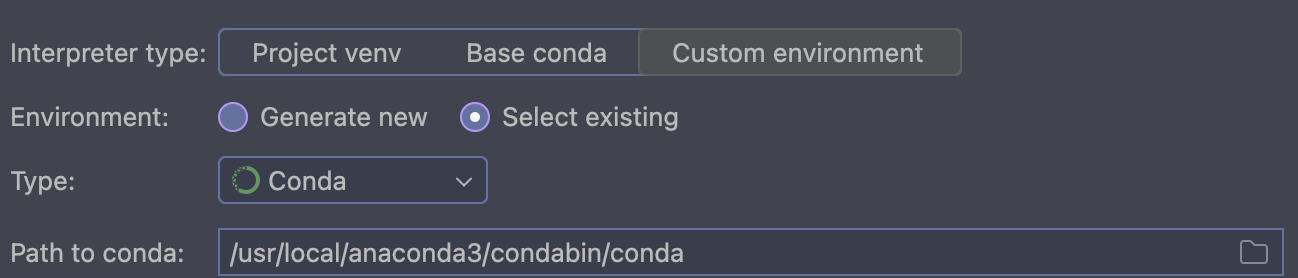 Interpreter type: Project venv Base conda Custom environment
Environment: Generate new Select existing
Type: Conda
Path to conda: /usr/local/anaconda3/condabin/conda